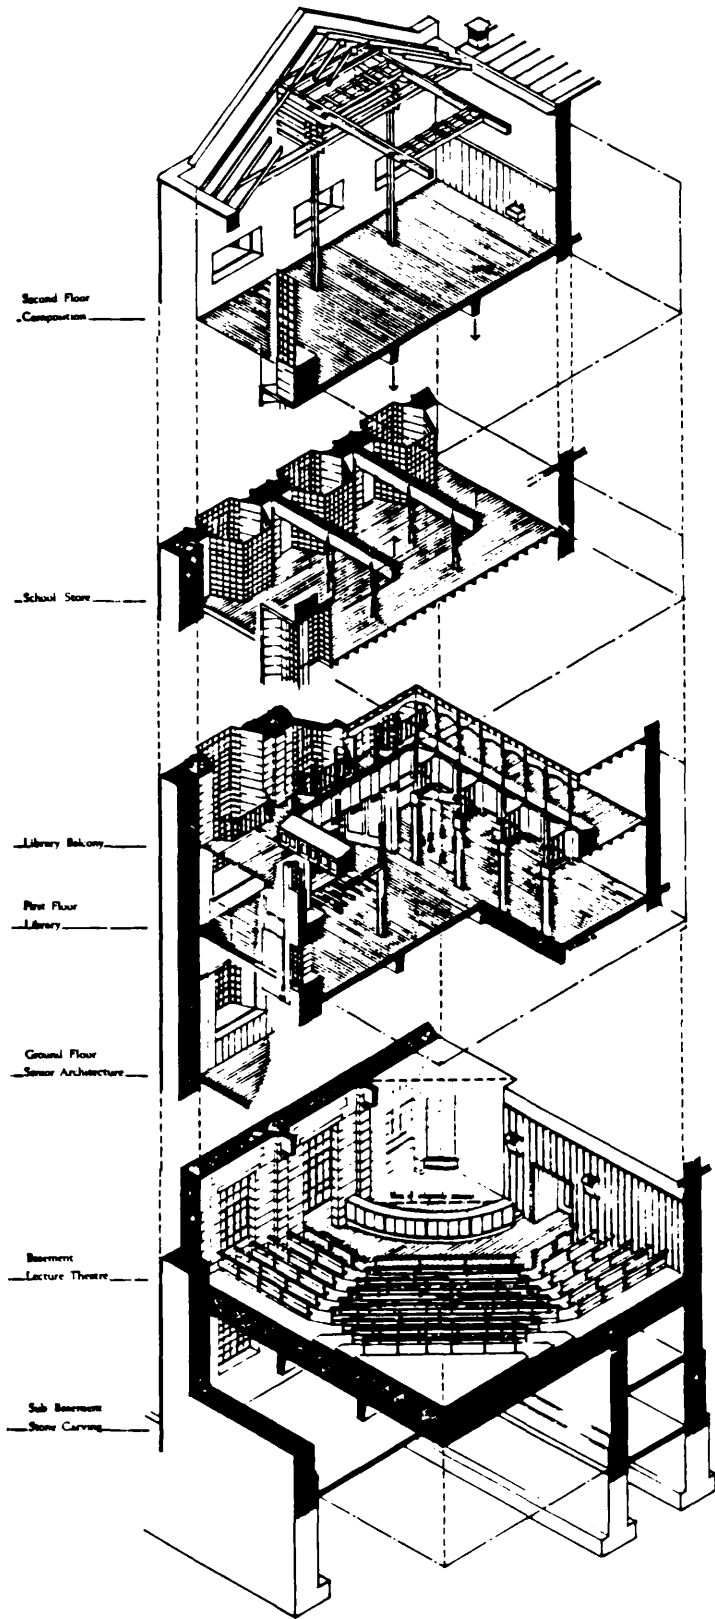 Second Floor
Composition
School Store
Library Balcony
First Floor
Library
Ground Floor
Senior Architecture
Basement
Lecture Theatre
Sub Basement
Stone Carving